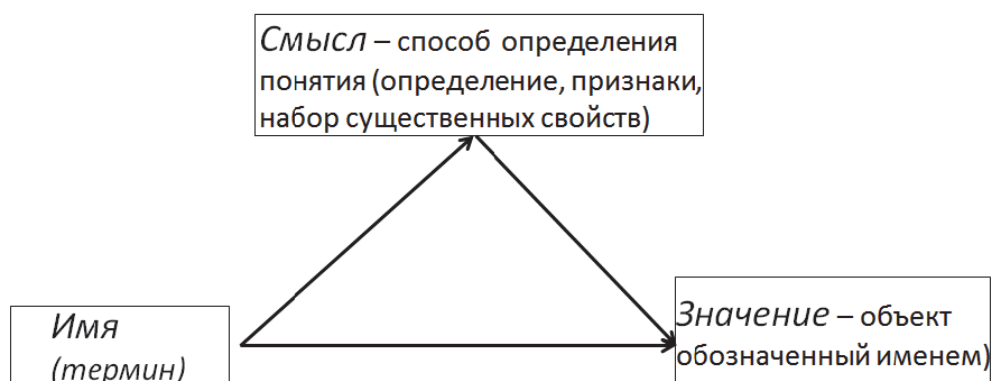 Смысл – способ определения
понятия (определение, признаки,
набор существенных свойств)
Имя
(термин)
Значение – объект
обозначенный именем)